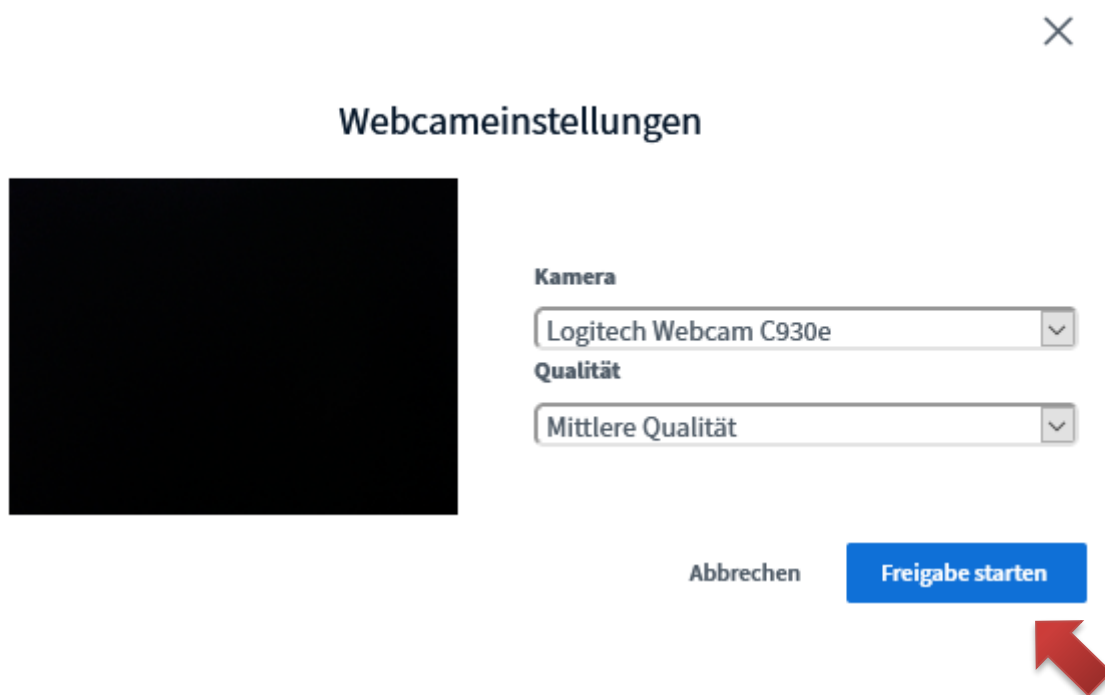 Webcameinstellungen
Kamera
Logitech Webcam C930e
Qualität
Mittlere Qualität
Abbrechen
Freigabe starten